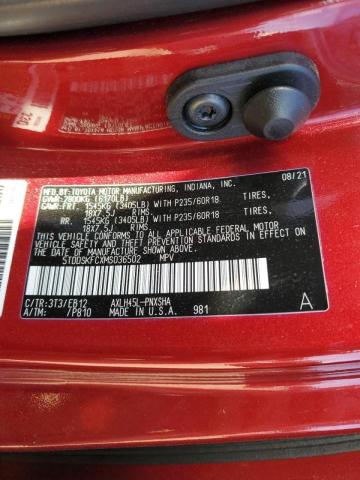 MFD.BY:TOYOTA MOTOR MANUFACTURING, INDIANA, INC. 08/21
GVWR:7800KG (6170LB)
GAWR:FRT. 1545KG (3405LB) WITH P235/60R18 TIRES,
18X7.5J RIMS,
RR. 1545KG (3405LB) WITH P235/60R18 TIRES,
18X7.5J RIMS,
THIS VEHICLE CONFORMS TO ALL APPLICABLE FEDERAL MOTOR
VEHICLE SAFETY AND THEFT PREVENTION STANDARDS IN EFFECT
ON THE DATE OF MANUFACTURE SHOWN ABOVE.
5TDDSKFCXMS036502 MPV
C/TR:3T3/EB12 AXLH45L-PNXSHA A
A/TM: /P810 MADE IN U.S.A. 981